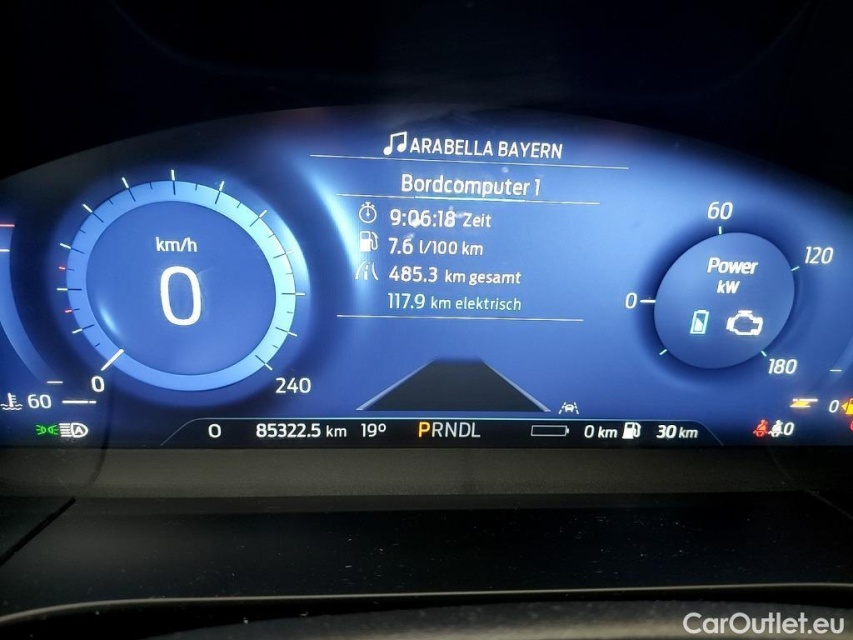 ARABELLA BAYERN
Bordcomputer 1
9:06:18 Zeit
7.6 l/100 km
485.3 km gesamt
117.9 km elektrisch
km/h
0
0
240
60
120
180
0
Power
kW
60
0
0
85322.5 km
19°
PRNDL
0 km
30 km
0
CarOutlet.eu